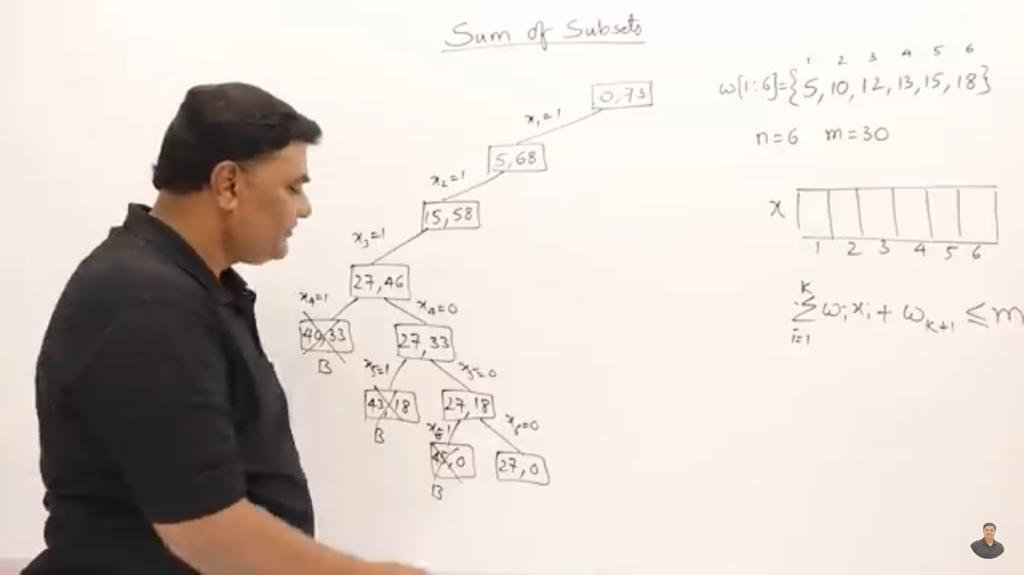 Sum of Subsets
1 2 3 4 5 6
w[1:6]={5,10,12,13,15,18}
0,73
x₁=1
n=6 m=30
5,68
x₂=1
15,58
x
x₃=1
1 2 3 4 5 6
27,46
x₄=1
x₄=0
k
∑ wᵢxᵢ + wₖ₊₁ ≤ m
i=1
40,33
27,33
B
x₅=1
x₅=0
43,18
27,18
B
x₆=1
x₆=0
45,0
27,0
B